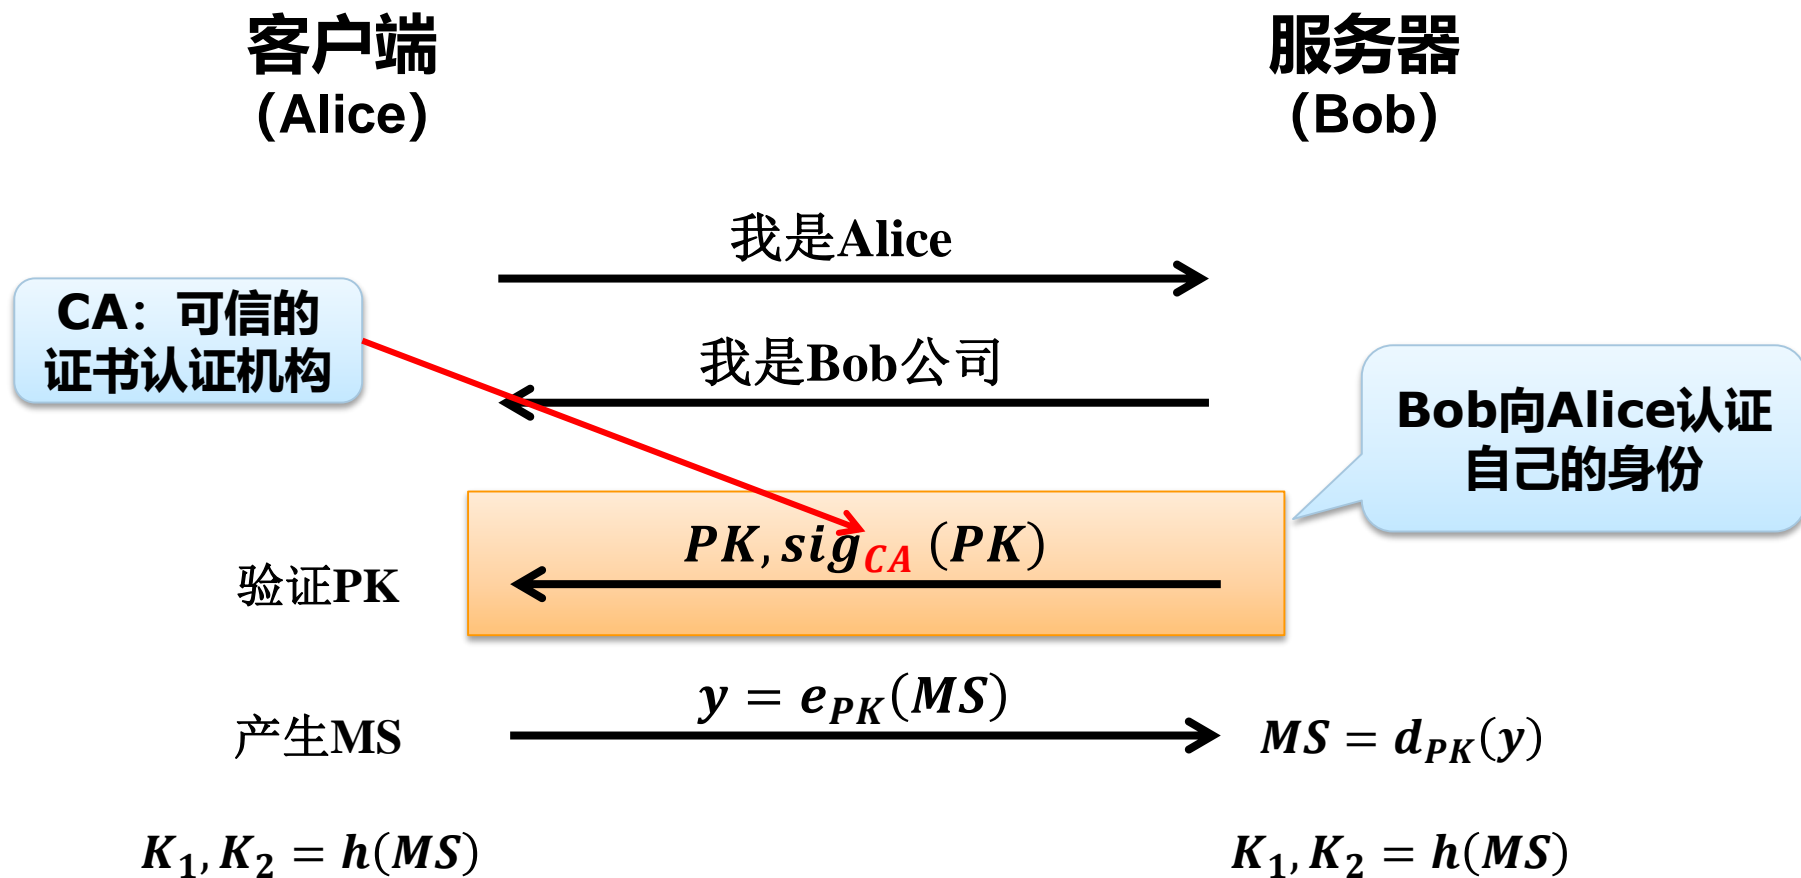 客户端
(Alice)
服务器
(Bob)
我是Alice
CA：可信的
证书认证机构
我是Bob公司
Bob向Alice认证
自己的身份
PK, sig_CA (PK)
验证PK
y = e_PK(MS)
产生MS
MS = d_PK(y)
K_1, K_2 = h(MS)
K_1, K_2 = h(MS)